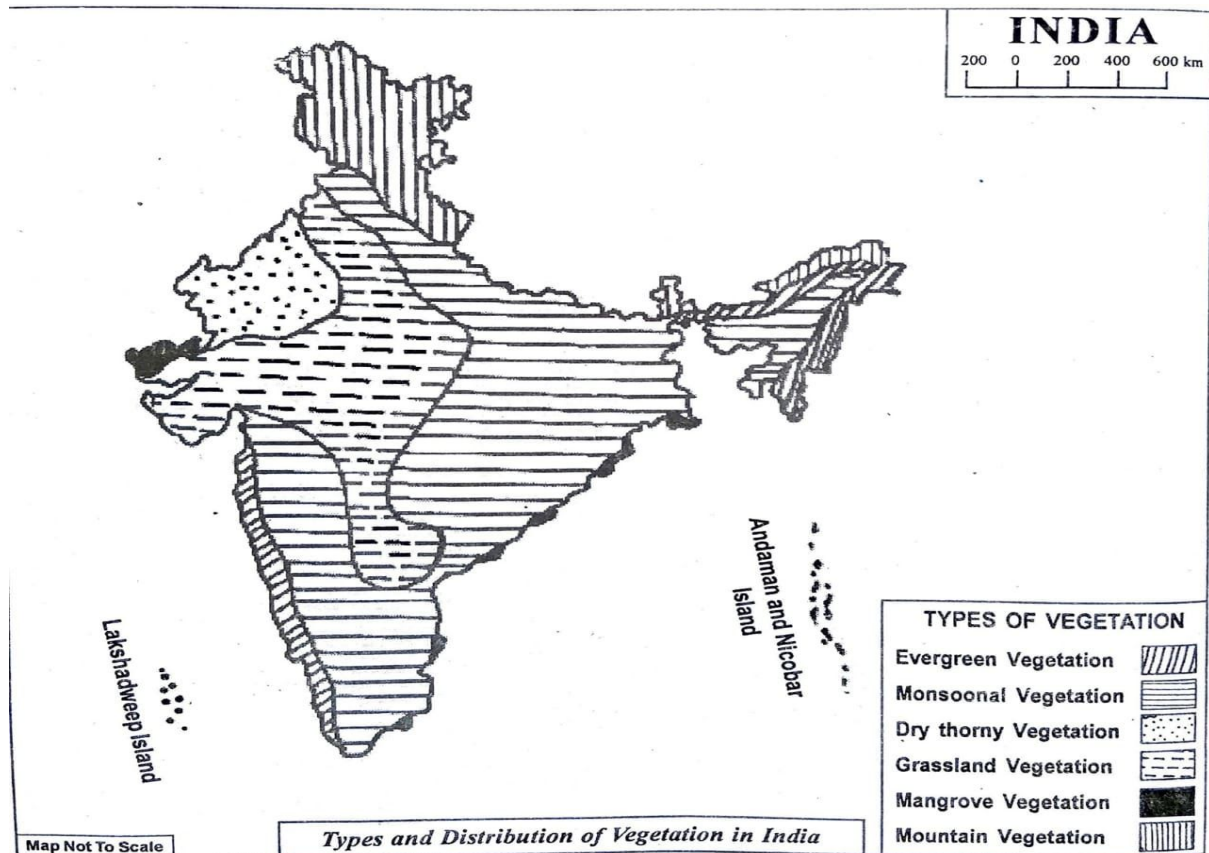 INDIA
200 0 200 400 600 km
Lakshadweep Island
Andaman and Nicobar
Island
TYPES OF VEGETATION
Evergreen Vegetation
Monsoonal Vegetation
Dry thorny Vegetation
Grassland Vegetation
Mangrove Vegetation
Mountain Vegetation
Map Not To Scale
Types and Distribution of Vegetation in India